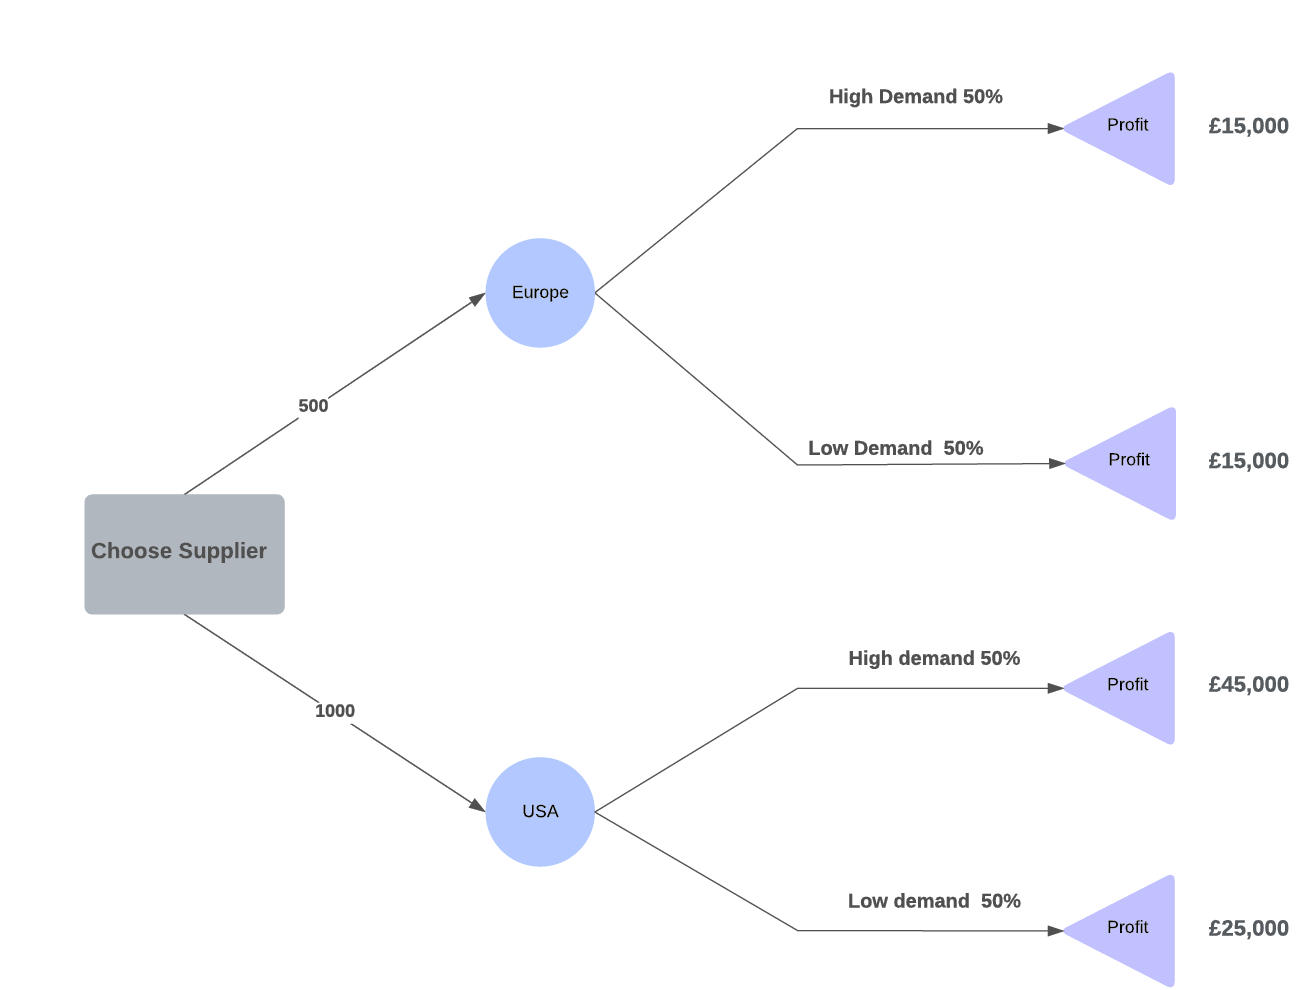 High Demand 50%
Profit
£15,000
Europe
500
Low Demand  50%
Profit
£15,000
Choose Supplier
High demand 50%
Profit
£45,000
1000
USA
Low demand  50%
Profit
£25,000